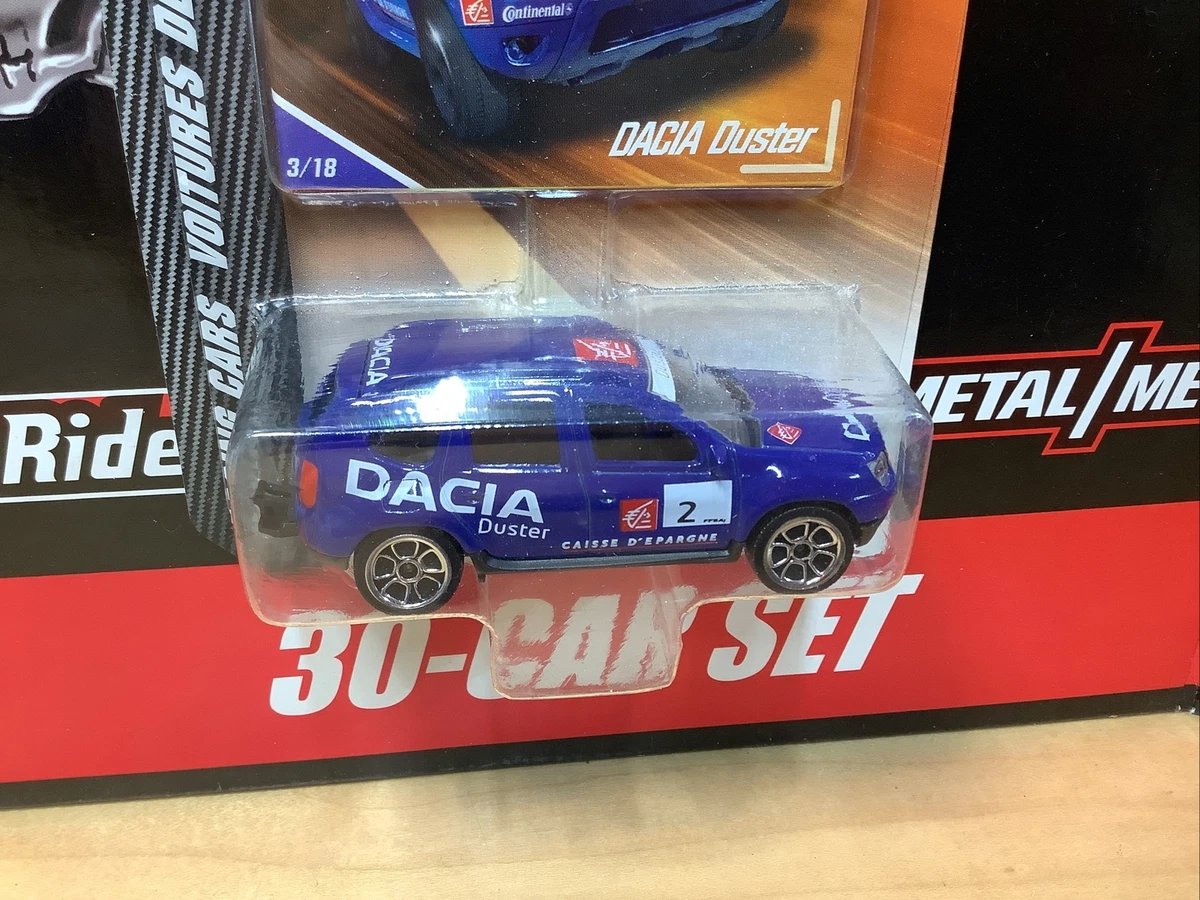 Continental
DACIA Duster
3/18
VOITURES DE
CARS
Ride
METAL/ME
DACIA
DACIA
Duster
2
CAISSE D'EPARGNE
30-CAR SET